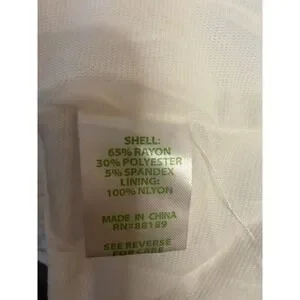 SHELL:
65% RAYON
30% POLYESTER
5% SPANDEX
LINING:
100% NLYON
MADE IN CHINA
RN#88189
SEE REVERSE
FOR CARE